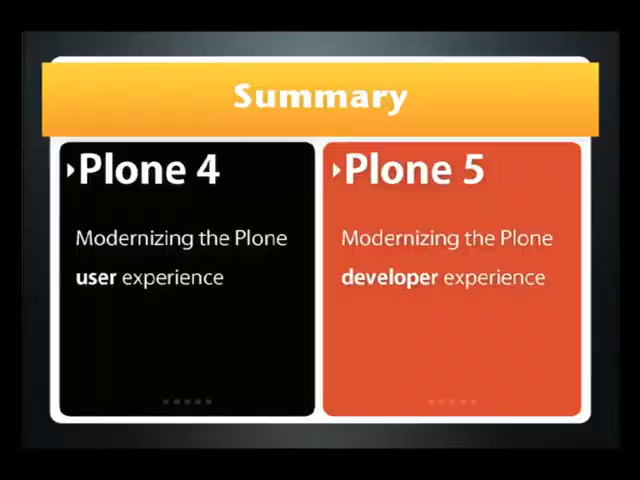 Summary
Plone 4
Modernizing the Plone
user experience
Plone 5
Modernizing the Plone
developer experience